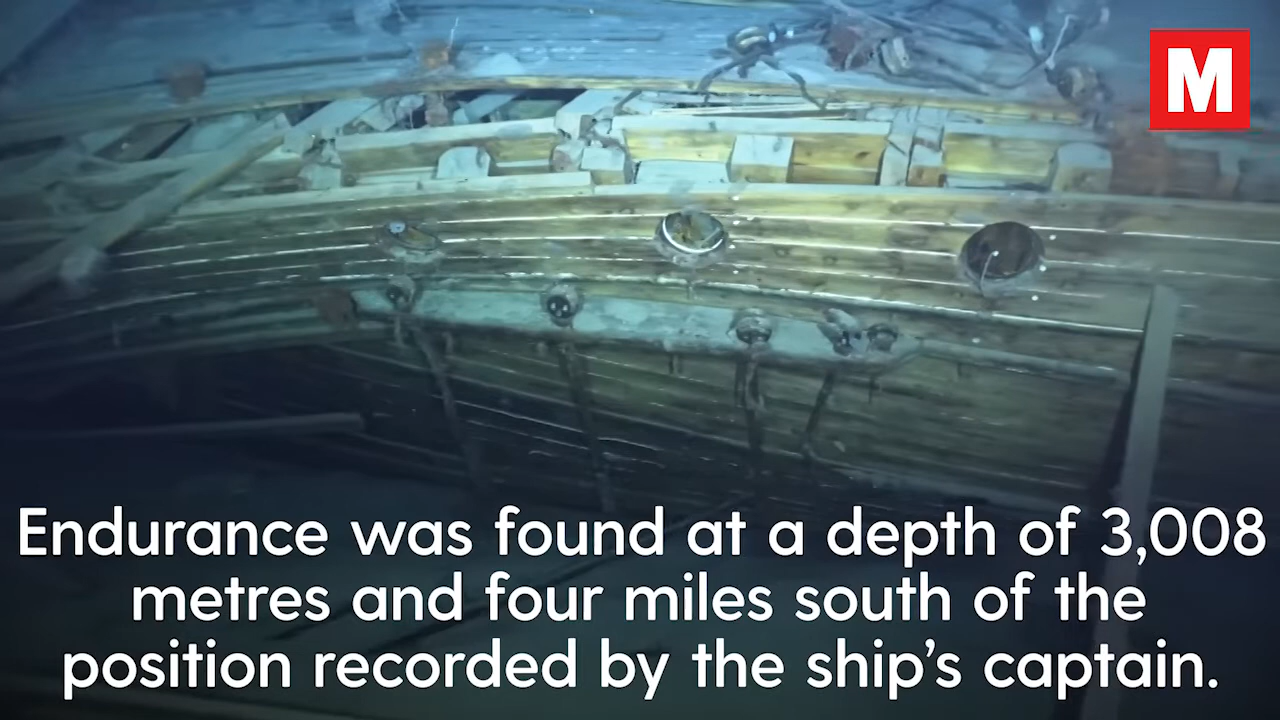 M
Endurance was found at a depth of 3,008
metres and four miles south of the
position recorded by the ship's captain.